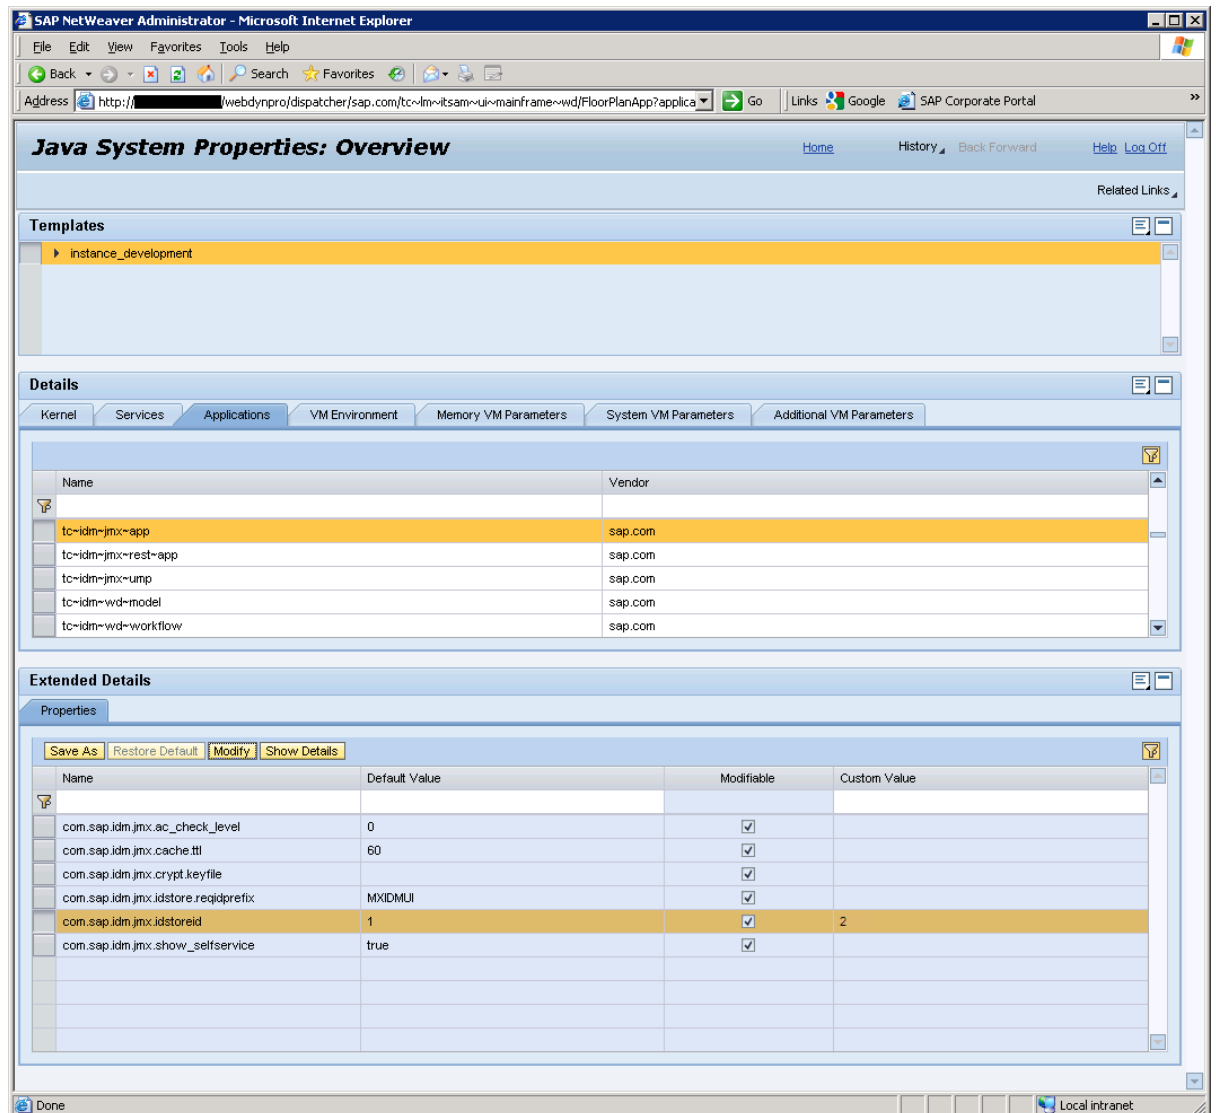 SAP NetWeaver Administrator - Microsoft Internet Explorer
File Edit View Favorites Tools Help
Back Search Favorites
Address http:// /webdynpro/dispatcher/sap.com/tc~lm~itsam~ui~mainframe~wd/FloorPlanApp?applica Go Links Google SAP Corporate Portal »
Java System Properties: Overview Home History Back Forward Help Log Off
Related Links
Templates
instance_development
Details
Kernel Services Applications VM Environment Memory VM Parameters System VM Parameters Additional VM Parameters
Name Vendor
tc~idm~jmx~app sap.com
tc~idm~jmx~rest~app sap.com
tc~idm~jmx~ump sap.com
tc~idm~wd~model sap.com
tc~idm~wd~workflow sap.com
Extended Details
Properties
Save As Restore Default Modify Show Details
Name Default Value Modifiable Custom Value
com.sap.idm.jmx.ac_check_level 0
com.sap.idm.jmx.cache.ttl 60
com.sap.idm.jmx.crypt.keyfile
com.sap.idm.jmx.idstore.reqidprefix MXIDMUI
com.sap.idm.jmx.idstoreid 1 2
com.sap.idm.jmx.show_selfservice true
Done Local intranet